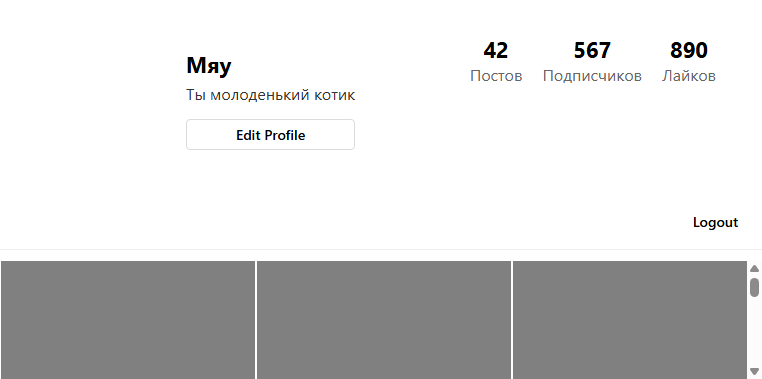 Мяу
Ты молоденький котик
Edit Profile
42
Постов
567
Подписчиков
890
Лайков
Logout